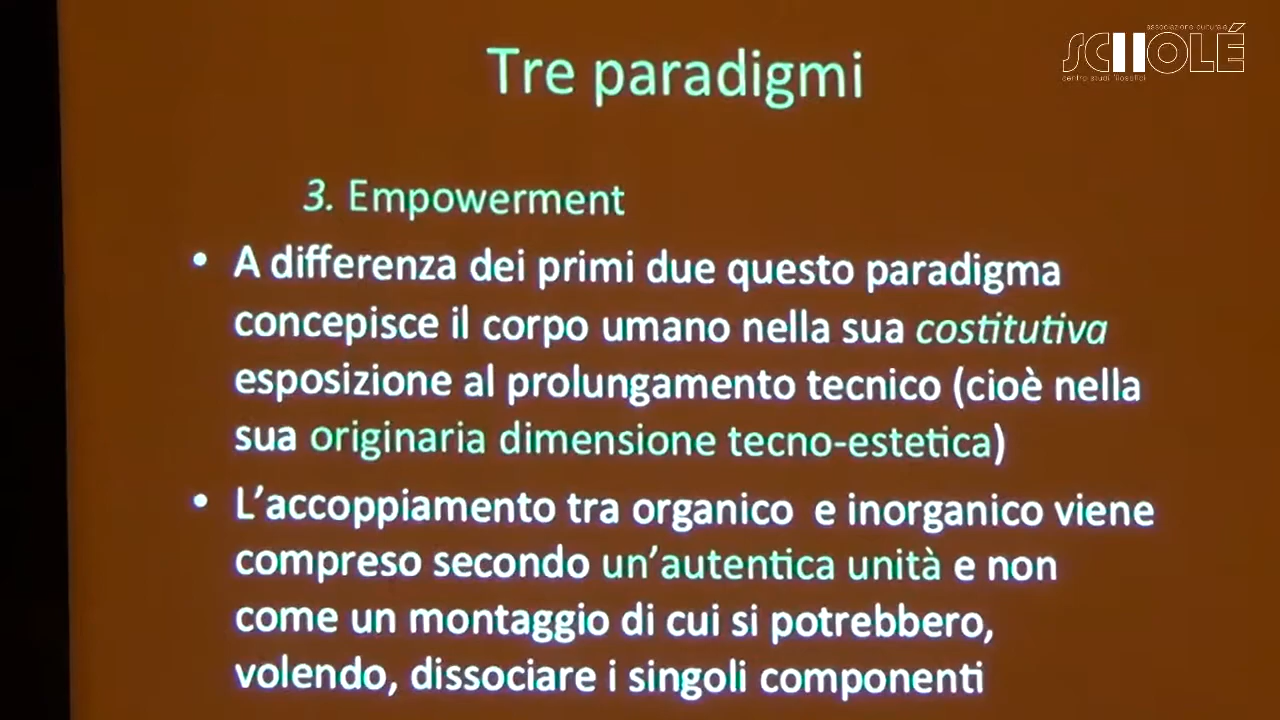 associazione culturale
SCHOLÉ
centro studi filosofici
Tre paradigmi
3. Empowerment
• A differenza dei primi due questo paradigma
concepisce il corpo umano nella sua costitutiva
esposizione al prolungamento tecnico (cioè nella
sua originaria dimensione tecno-estetica)
• L’accoppiamento tra organico e inorganico viene
compreso secondo un’autentica unità e non
come un montaggio di cui si potrebbero,
volendo, dissociare i singoli componenti